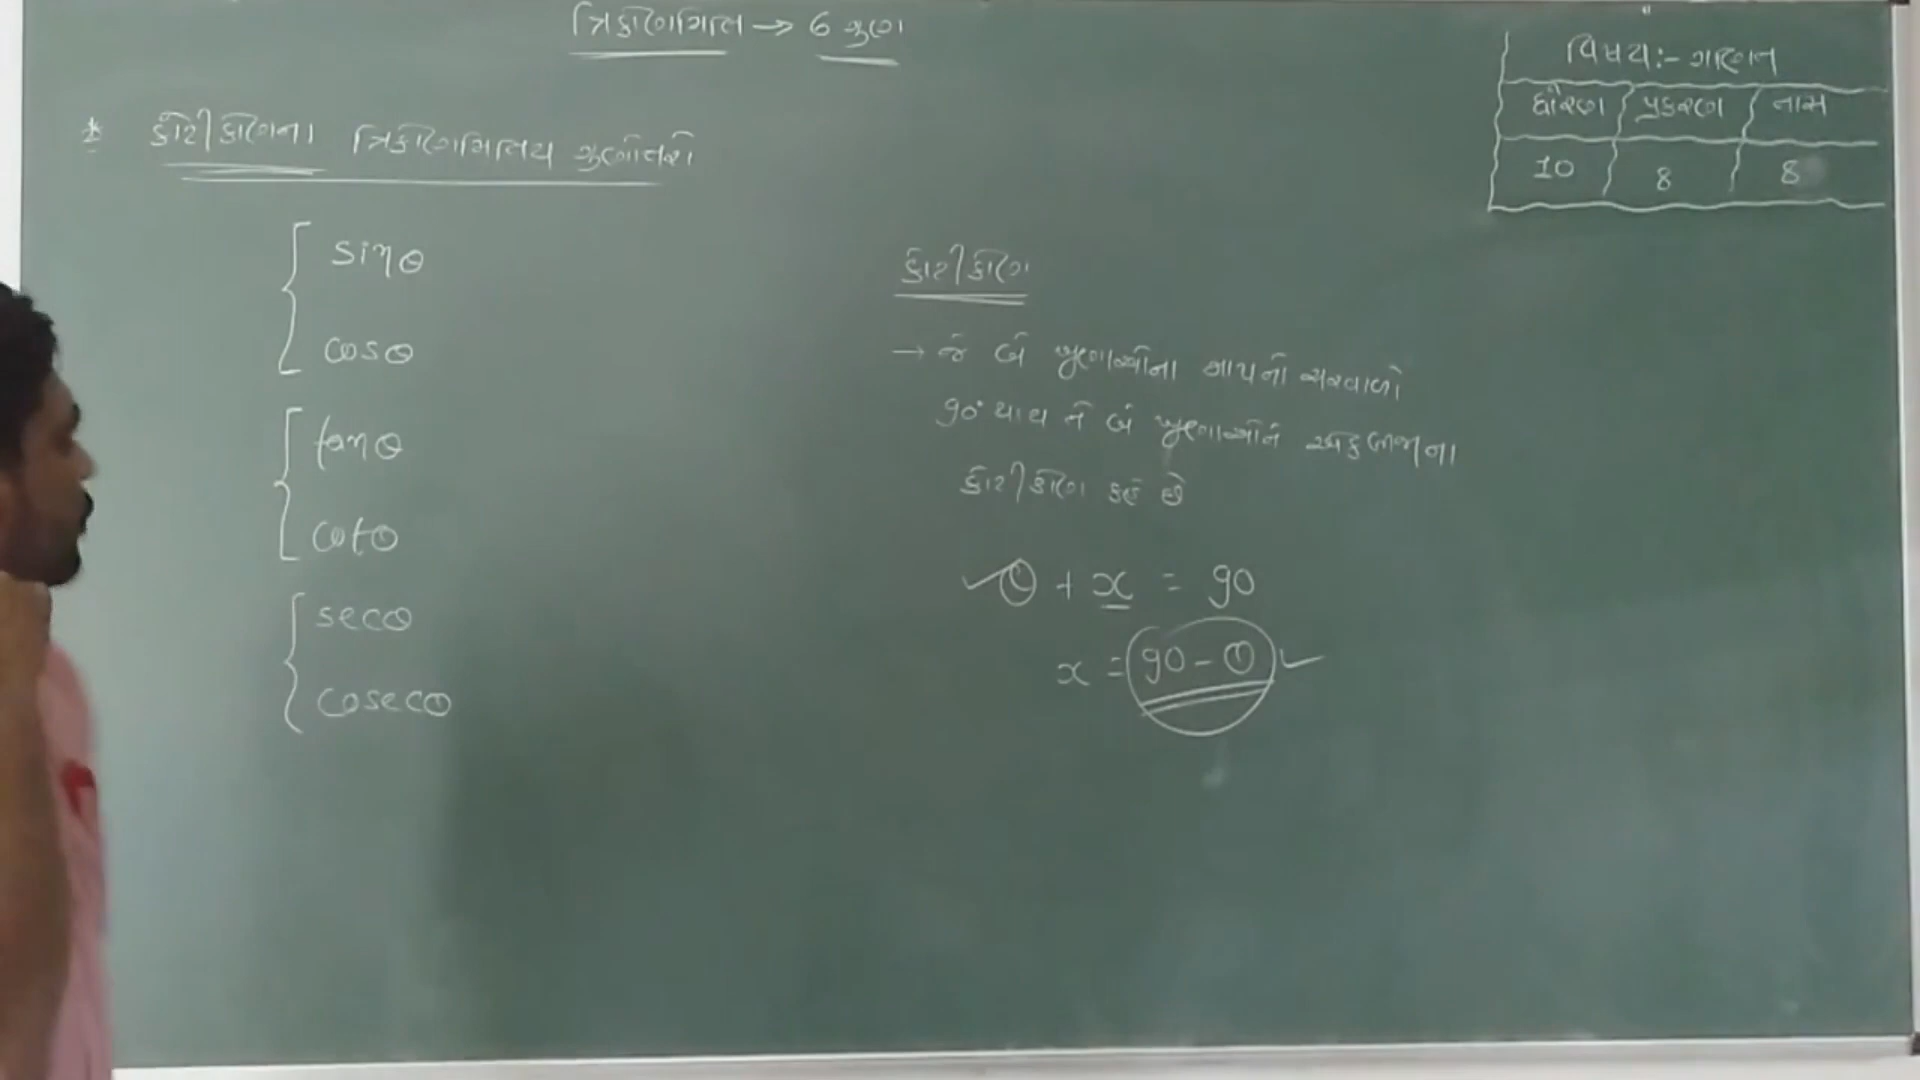 ત્રિકોણમિતિ → 6 ગુણ
* કોટીકોણના ત્રિકોણમિતિય ગુણોત્તરો
sinθ
cosθ
tanθ
cotθ
secθ
cosecθ
કોટીકોણ
→ જે બે ખુણાઓના માપનો સરવાળો
90° થાય તે બે ખુણાઓને એકબીજાના
કોટીકોણ કહે છે
θ + x = 90
x = 90 - θ
વિષય:- ગણિત
ધોરણ પ્રકરણ નામ
10 8 8